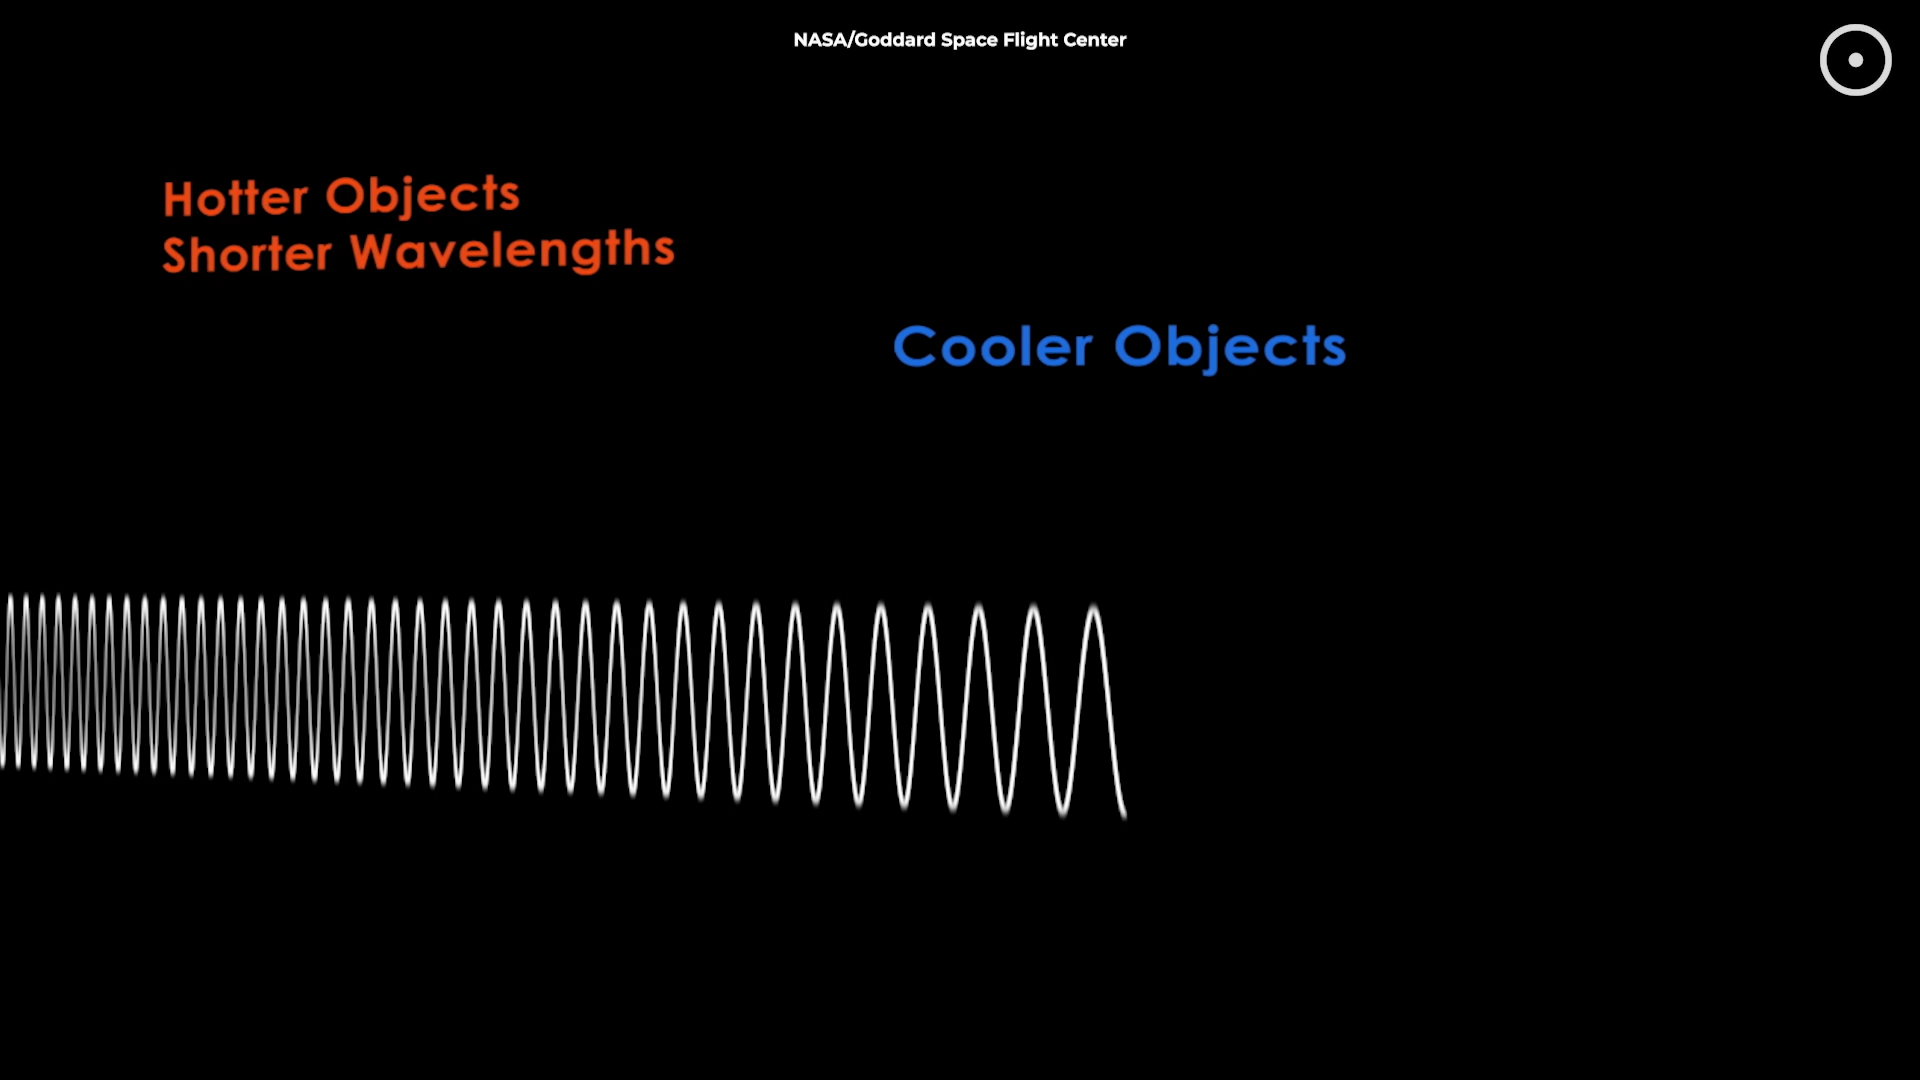 NASA/Goddard Space Flight Center
Hotter Objects
Shorter Wavelengths
Cooler Objects